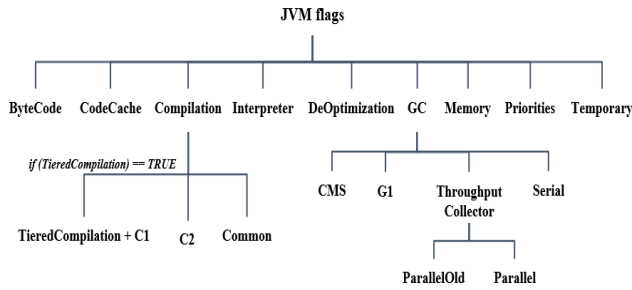 JVM flags
ByteCode CodeCache Compilation Interpreter DeOptimization GC Memory Priorities Temporary
if (TieredCompilation) == TRUE
CMS G1 Throughput Collector Serial
TieredCompilation + C1 C2 Common
ParallelOld Parallel